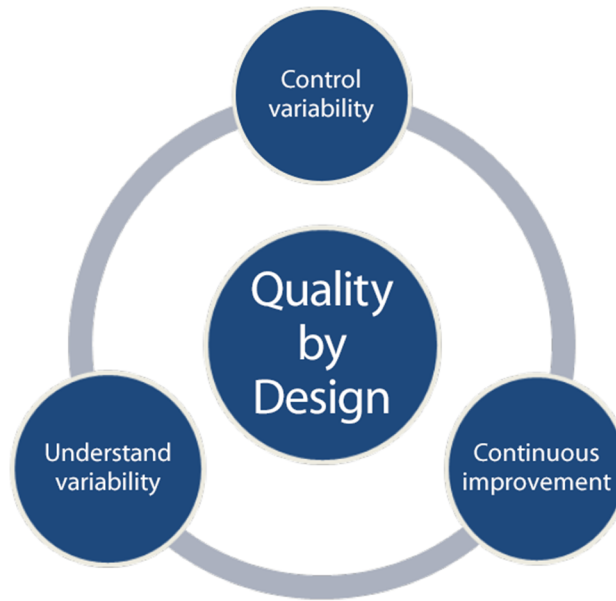 Control
variability
Quality
by
Design
Understand
variability
Continuous
improvement